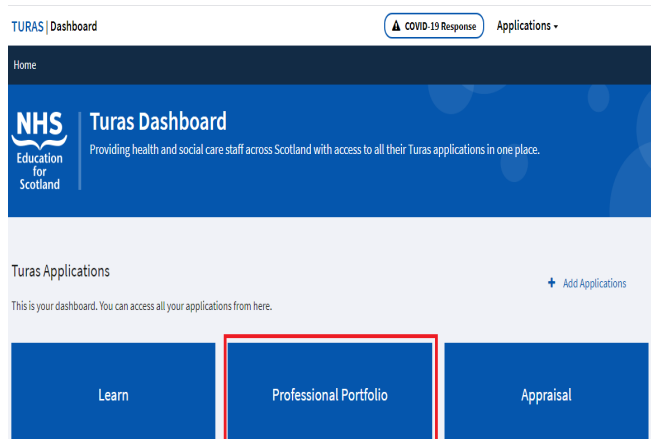 TURAS | Dashboard
COVID-19 Response
Applications
Home
NHS
Education
for
Scotland
Turas Dashboard
Providing health and social care staff across Scotland with access to all their Turas applications in one place.
Turas Applications
+ Add Applications
This is your dashboard. You can access all your applications from here.
Learn
Professional Portfolio
Appraisal